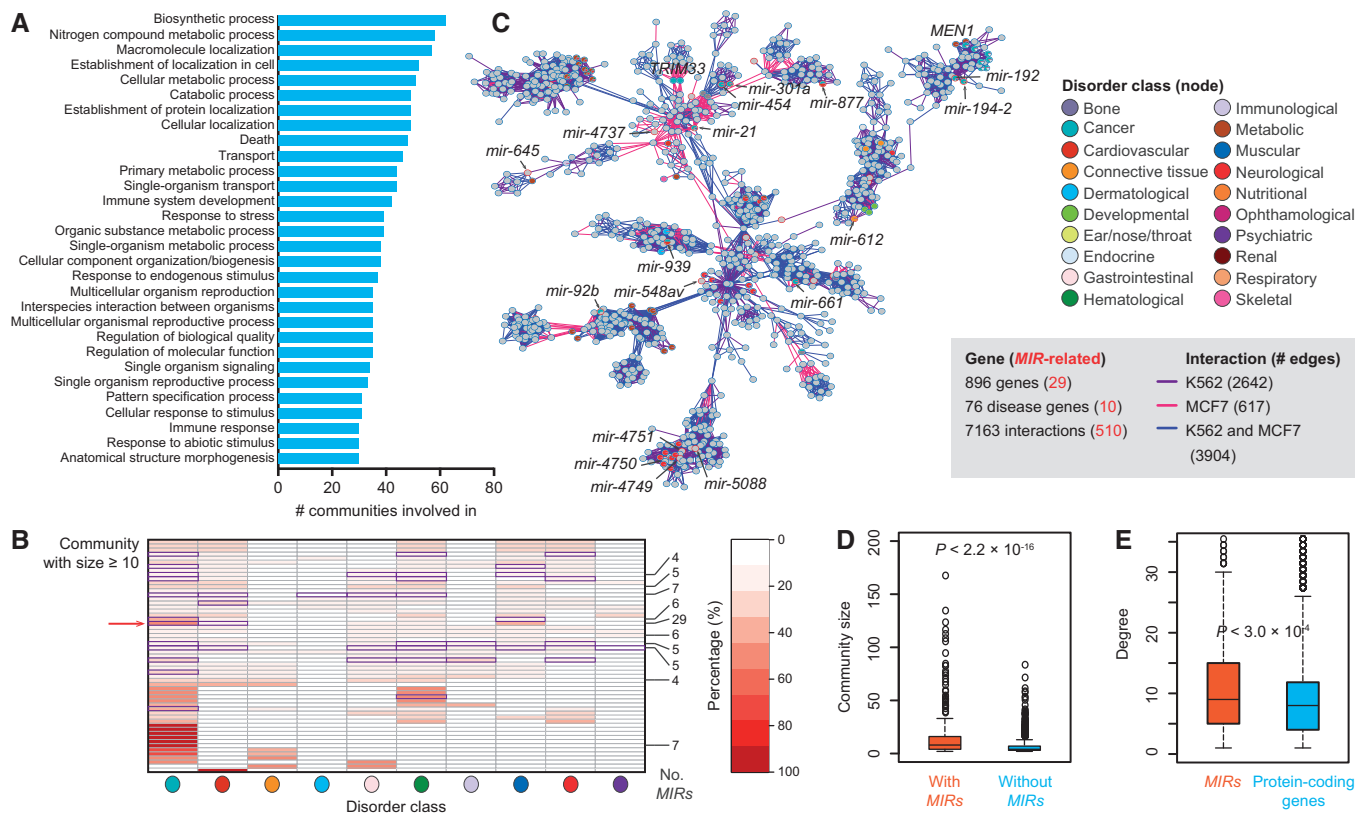 A
Biosynthetic process
Nitrogen compound metabolic process
Macromolecule localization
Establishment of localization in cell
Cellular metabolic process
Catabolic process
Establishment of protein localization
Cellular localization
Death
Transport
Primary metabolic process
Single-organism transport
Immune system development
Response to stress
Organic substance metabolic process
Single-organism metabolic process
Cellular component organization/biogenesis
Response to endogenous stimulus
Multicellular organism reproduction
Interspecies interaction between organisms
Multicellular organismal reproductive process
Regulation of biological quality
Regulation of molecular function
Single organism signaling
Single organism reproductive process
Pattern specification process
Cellular response to stimulus
Immune response
Response to abiotic stimulus
Anatomical structure morphogenesis
0 20 40 60 80
# communities involved in
C
MEN1
mir-192
mir-194-2
TRIM33
mir-301a
mir-454
mir-877
mir-21
mir-4737
mir-645
mir-612
mir-939
mir-92b
mir-548av
mir-661
mir-4751
mir-4750
mir-4749
mir-5088
Disorder class (node)
Bone
Cancer
Cardiovascular
Connective tissue
Dermatological
Developmental
Ear/nose/throat
Endocrine
Gastrointestinal
Hematological
Immunological
Metabolic
Muscular
Neurological
Nutritional
Ophthamological
Psychiatric
Renal
Respiratory
Skeletal
Gene (MIR-related)
896 genes (29)
76 disease genes (10)
7163 interactions (510)
Interaction (# edges)
K562 (2642)
MCF7 (617)
K562 and MCF7
(3904)
B
Community
with size ≥ 10
4
5
7
6
29
6
5
5
4
7
No.
MIRs
Disorder class
0
20
40
60
80
100
Percentage (%)
D
P < 2.2 × 10-16
200
150
100
50
0
Community size
With
MIRs
Without
MIRs
E
P < 3.0 × 10-4
30
20
10
0
Degree
MIRs
Protein-coding
genes